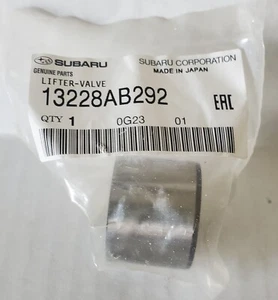 SUBARU
SUBARU CORPORATION
GENUINE PARTS
MADE IN JAPAN
LIFTER-VALVE
13228AB292
EAC
QTY 1 0G23 01